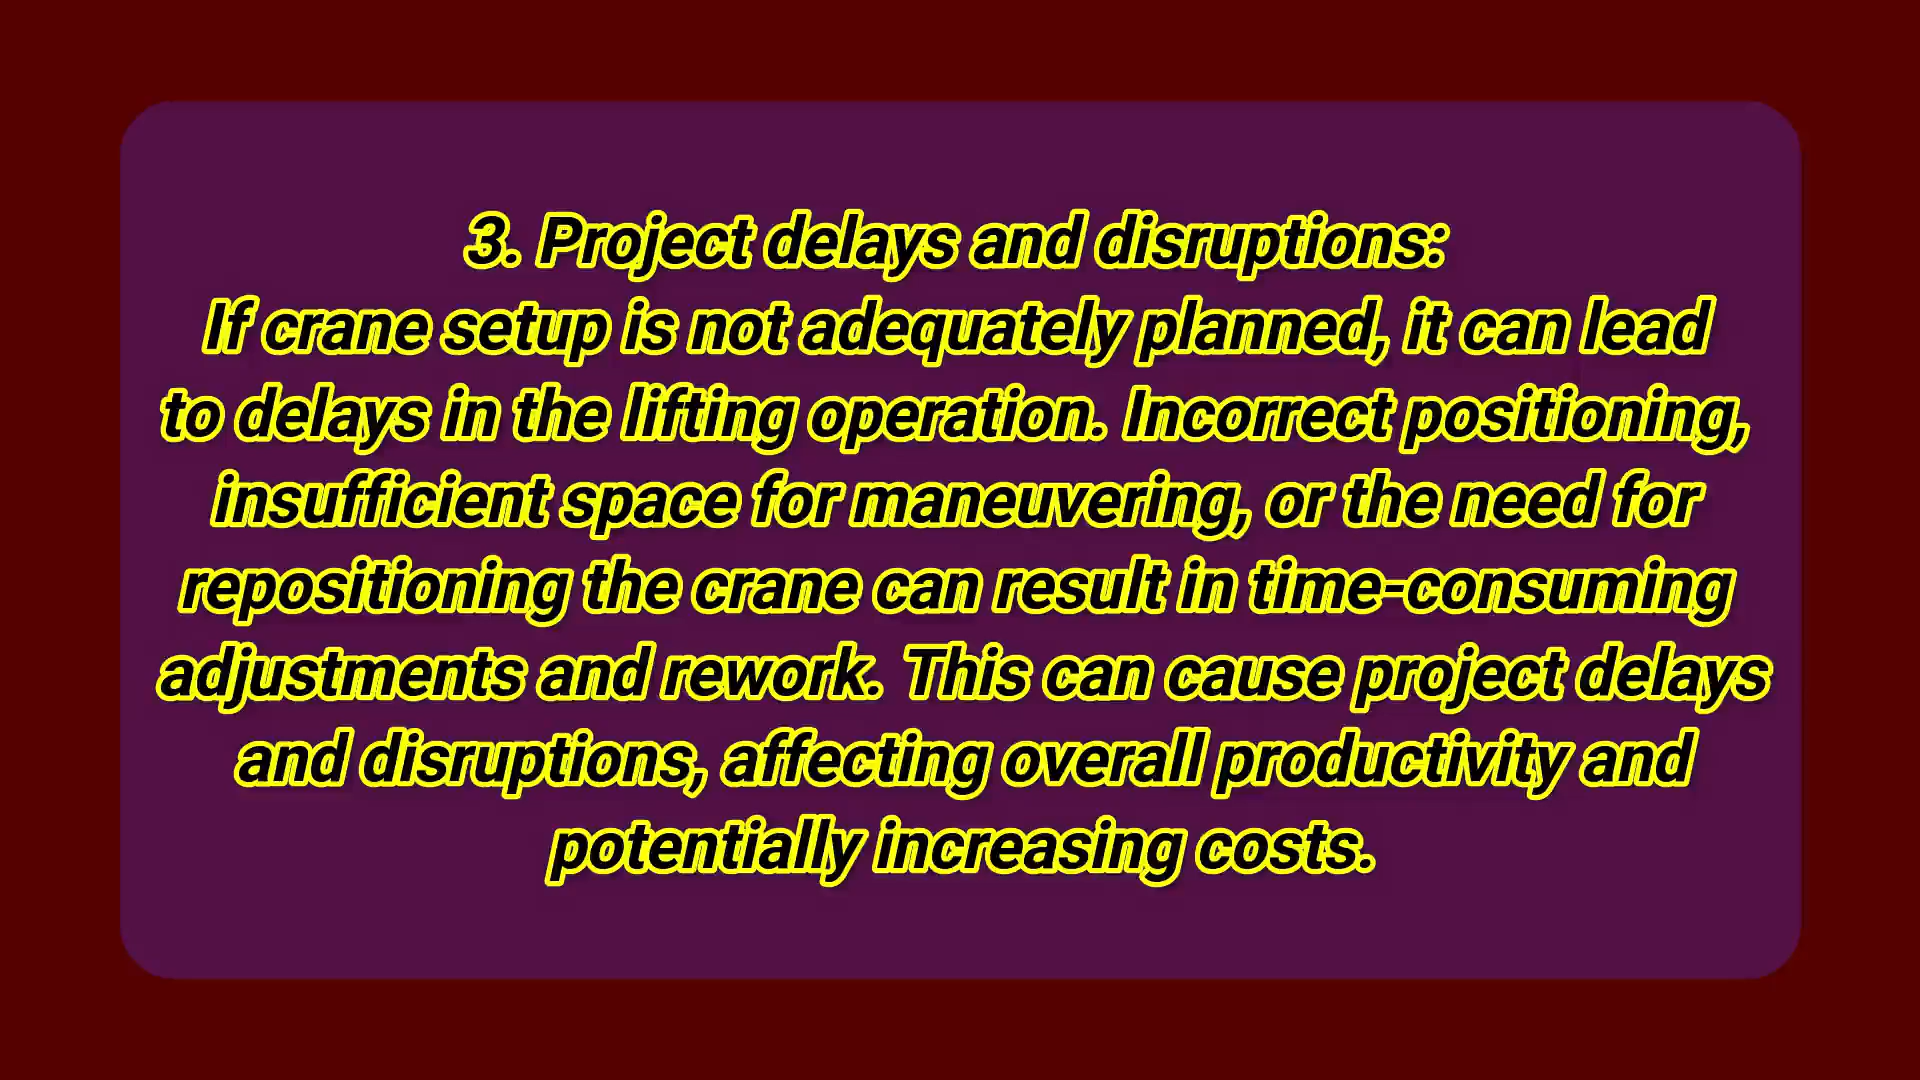 3. Project delays and disruptions:
If crane setup is not adequately planned, it can lead
to delays in the lifting operation. Incorrect positioning,
insufficient space for maneuvering, or the need for
repositioning the crane can result in time-consuming
adjustments and rework. This can cause project delays
and disruptions, affecting overall productivity and
potentially increasing costs.